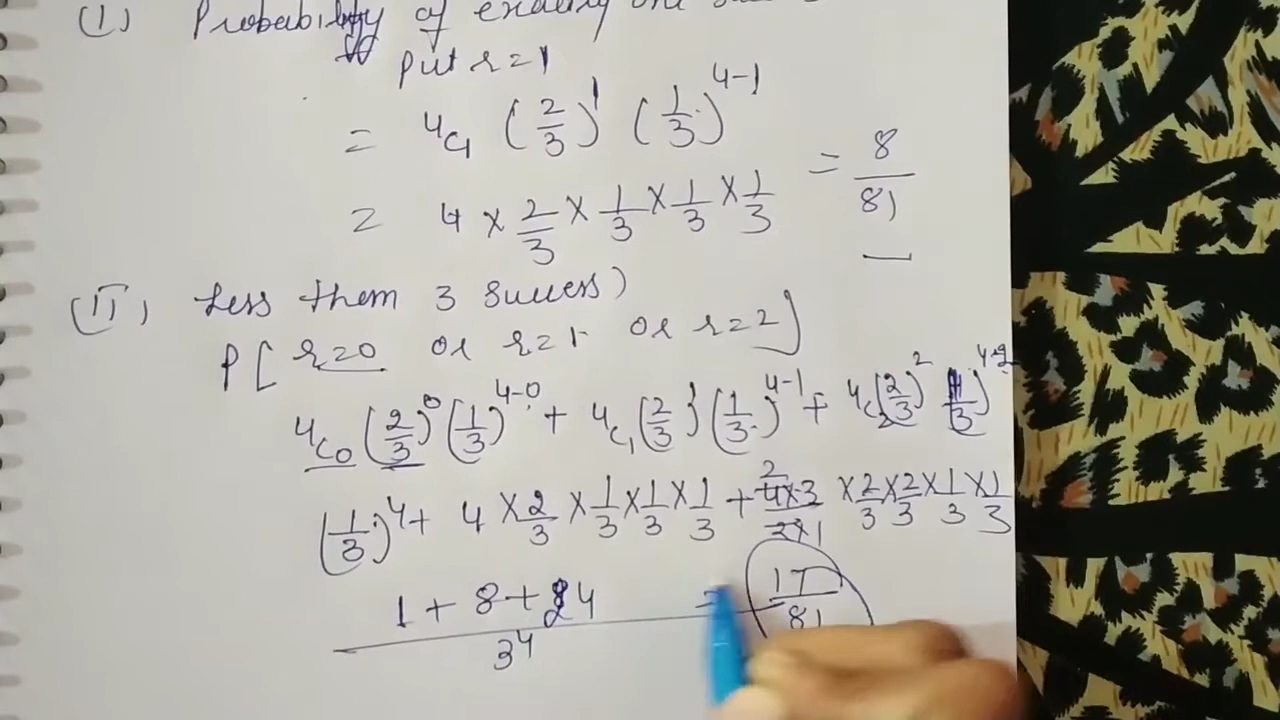 (I) Probability of exactly one
put r=1
= 4C1 (2/3)^1 (1/3)^4-1
= 4 × 2/3 × 1/3 × 1/3 × 1/3 = 8/81
(II) Less them 3 success)
P[ r=0 or r=1 or r=2]
4C0 (2/3)^0 (1/3)^4-0 + 4C1 (2/3)^1 (1/3)^4-1 + 4C2 (2/3)^2 (1/3)^4-2
(1/3)^4 + 4 × 2/3 × 1/3 × 1/3 × 1/3 + 4×3/2×1 × 2/3 × 2/3 × 1/3 × 1/3
1 + 8 + 24 / 3^4 = 17/81